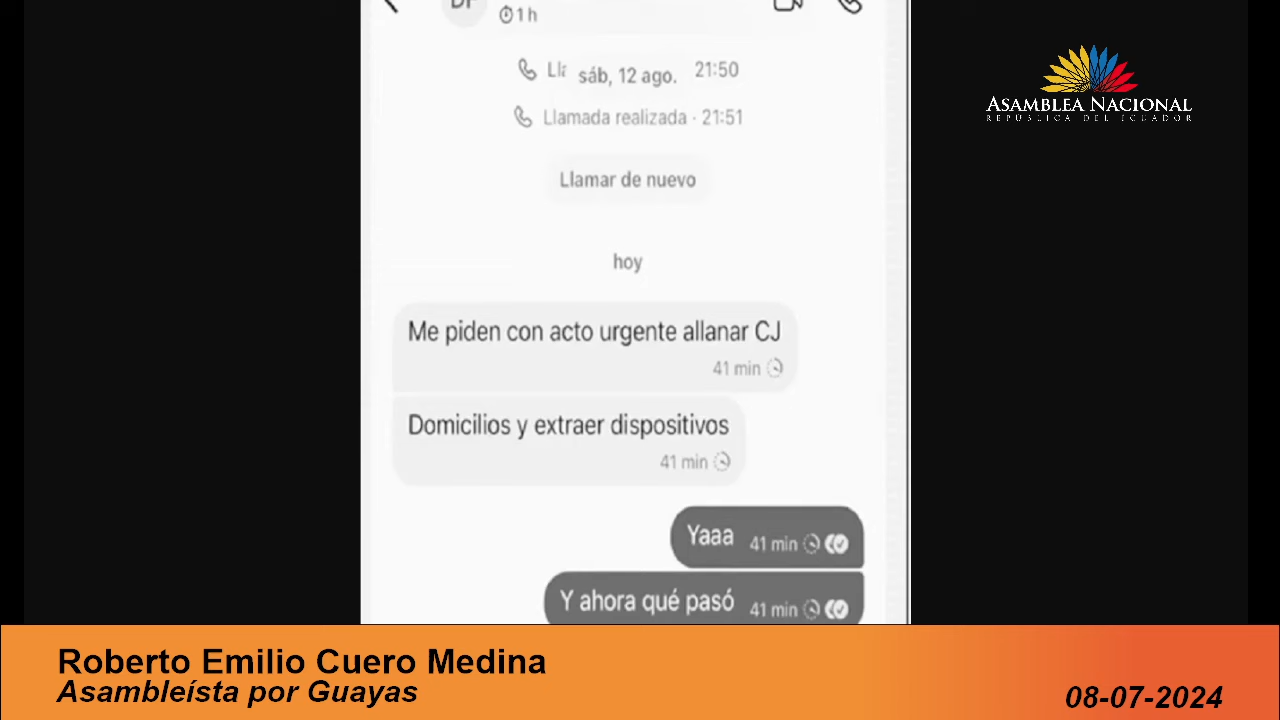 1 h
21:50
sáb, 12 ago.
Llamada realizada · 21:51
Llamar de nuevo
hoy
Me piden con acto urgente allanar CJ
41 min
Domicilios y extraer dispositivos
41 min
Yaaa 41 min
Y ahora qué pasó 41 min
ASAMBLEA NACIONAL
REPÚBLICA DEL ECUADOR
Roberto Emilio Cuero Medina
Asambleísta por Guayas
08-07-2024